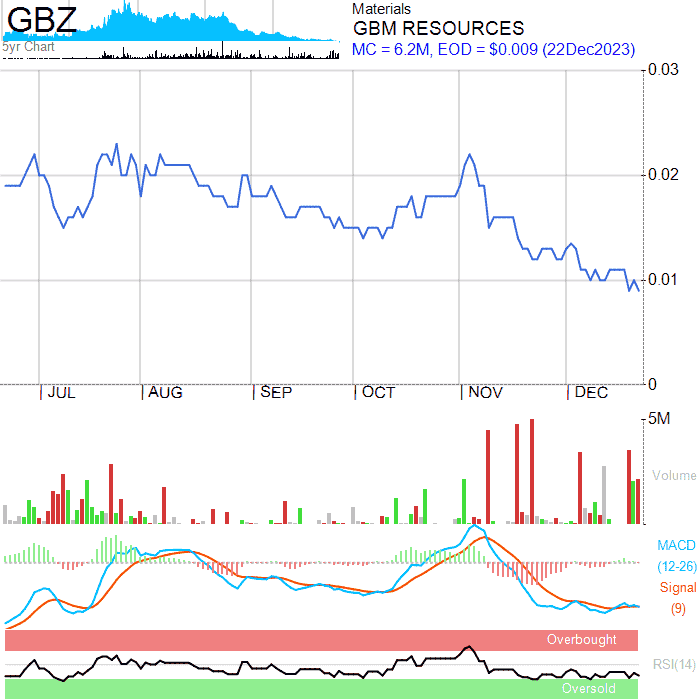 GBZ
5yr Chart
Materials
GBM RESOURCES
MC = 6.2M, EOD = $0.009 (22Dec2023)
0.03
0.02
0.01
0
JUL AUG SEP OCT NOV DEC
5M
Volume
MACD
(12-26)
Signal
(9)
Overbought
RSI(14)
Oversold